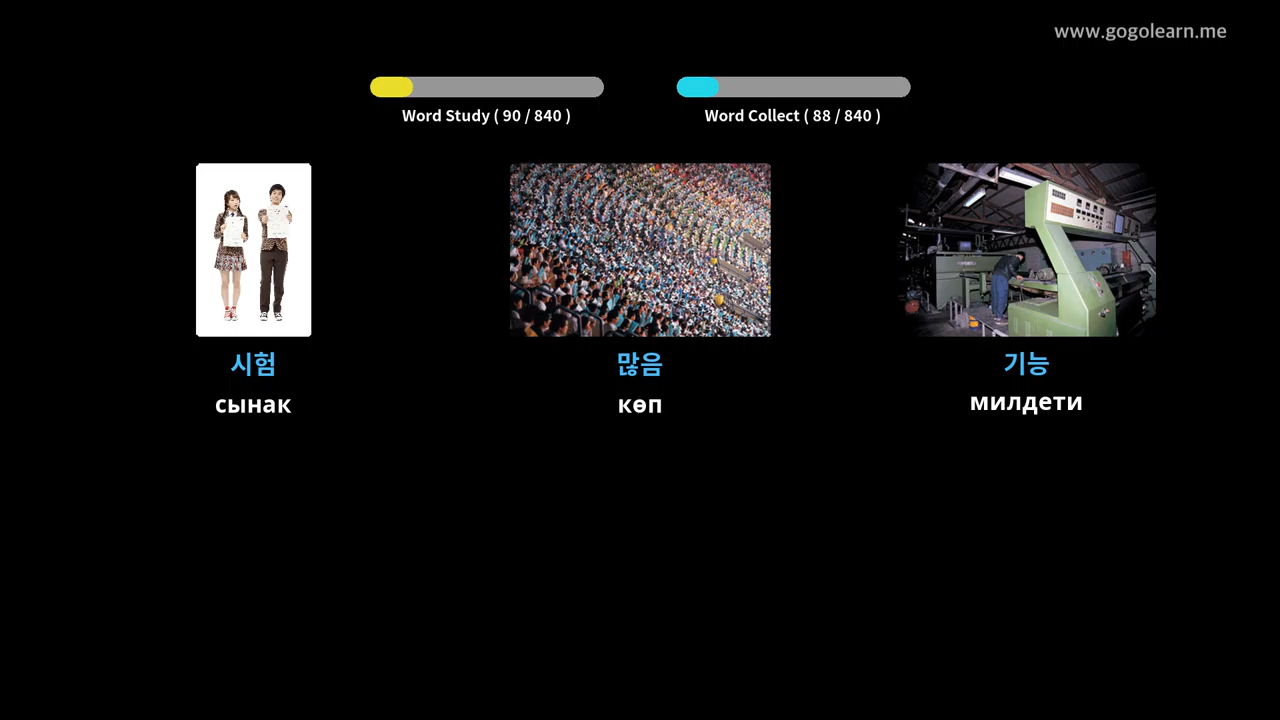 www.gogolearn.me
Word Study ( 90 / 840 )
Word Collect ( 88 / 840 )
시험
сынак
많음
көп
기능
милдети